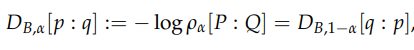 D_{B,α}[p : q] := − log ρ_α[P : Q] = D_{B,1−α}[q : p],